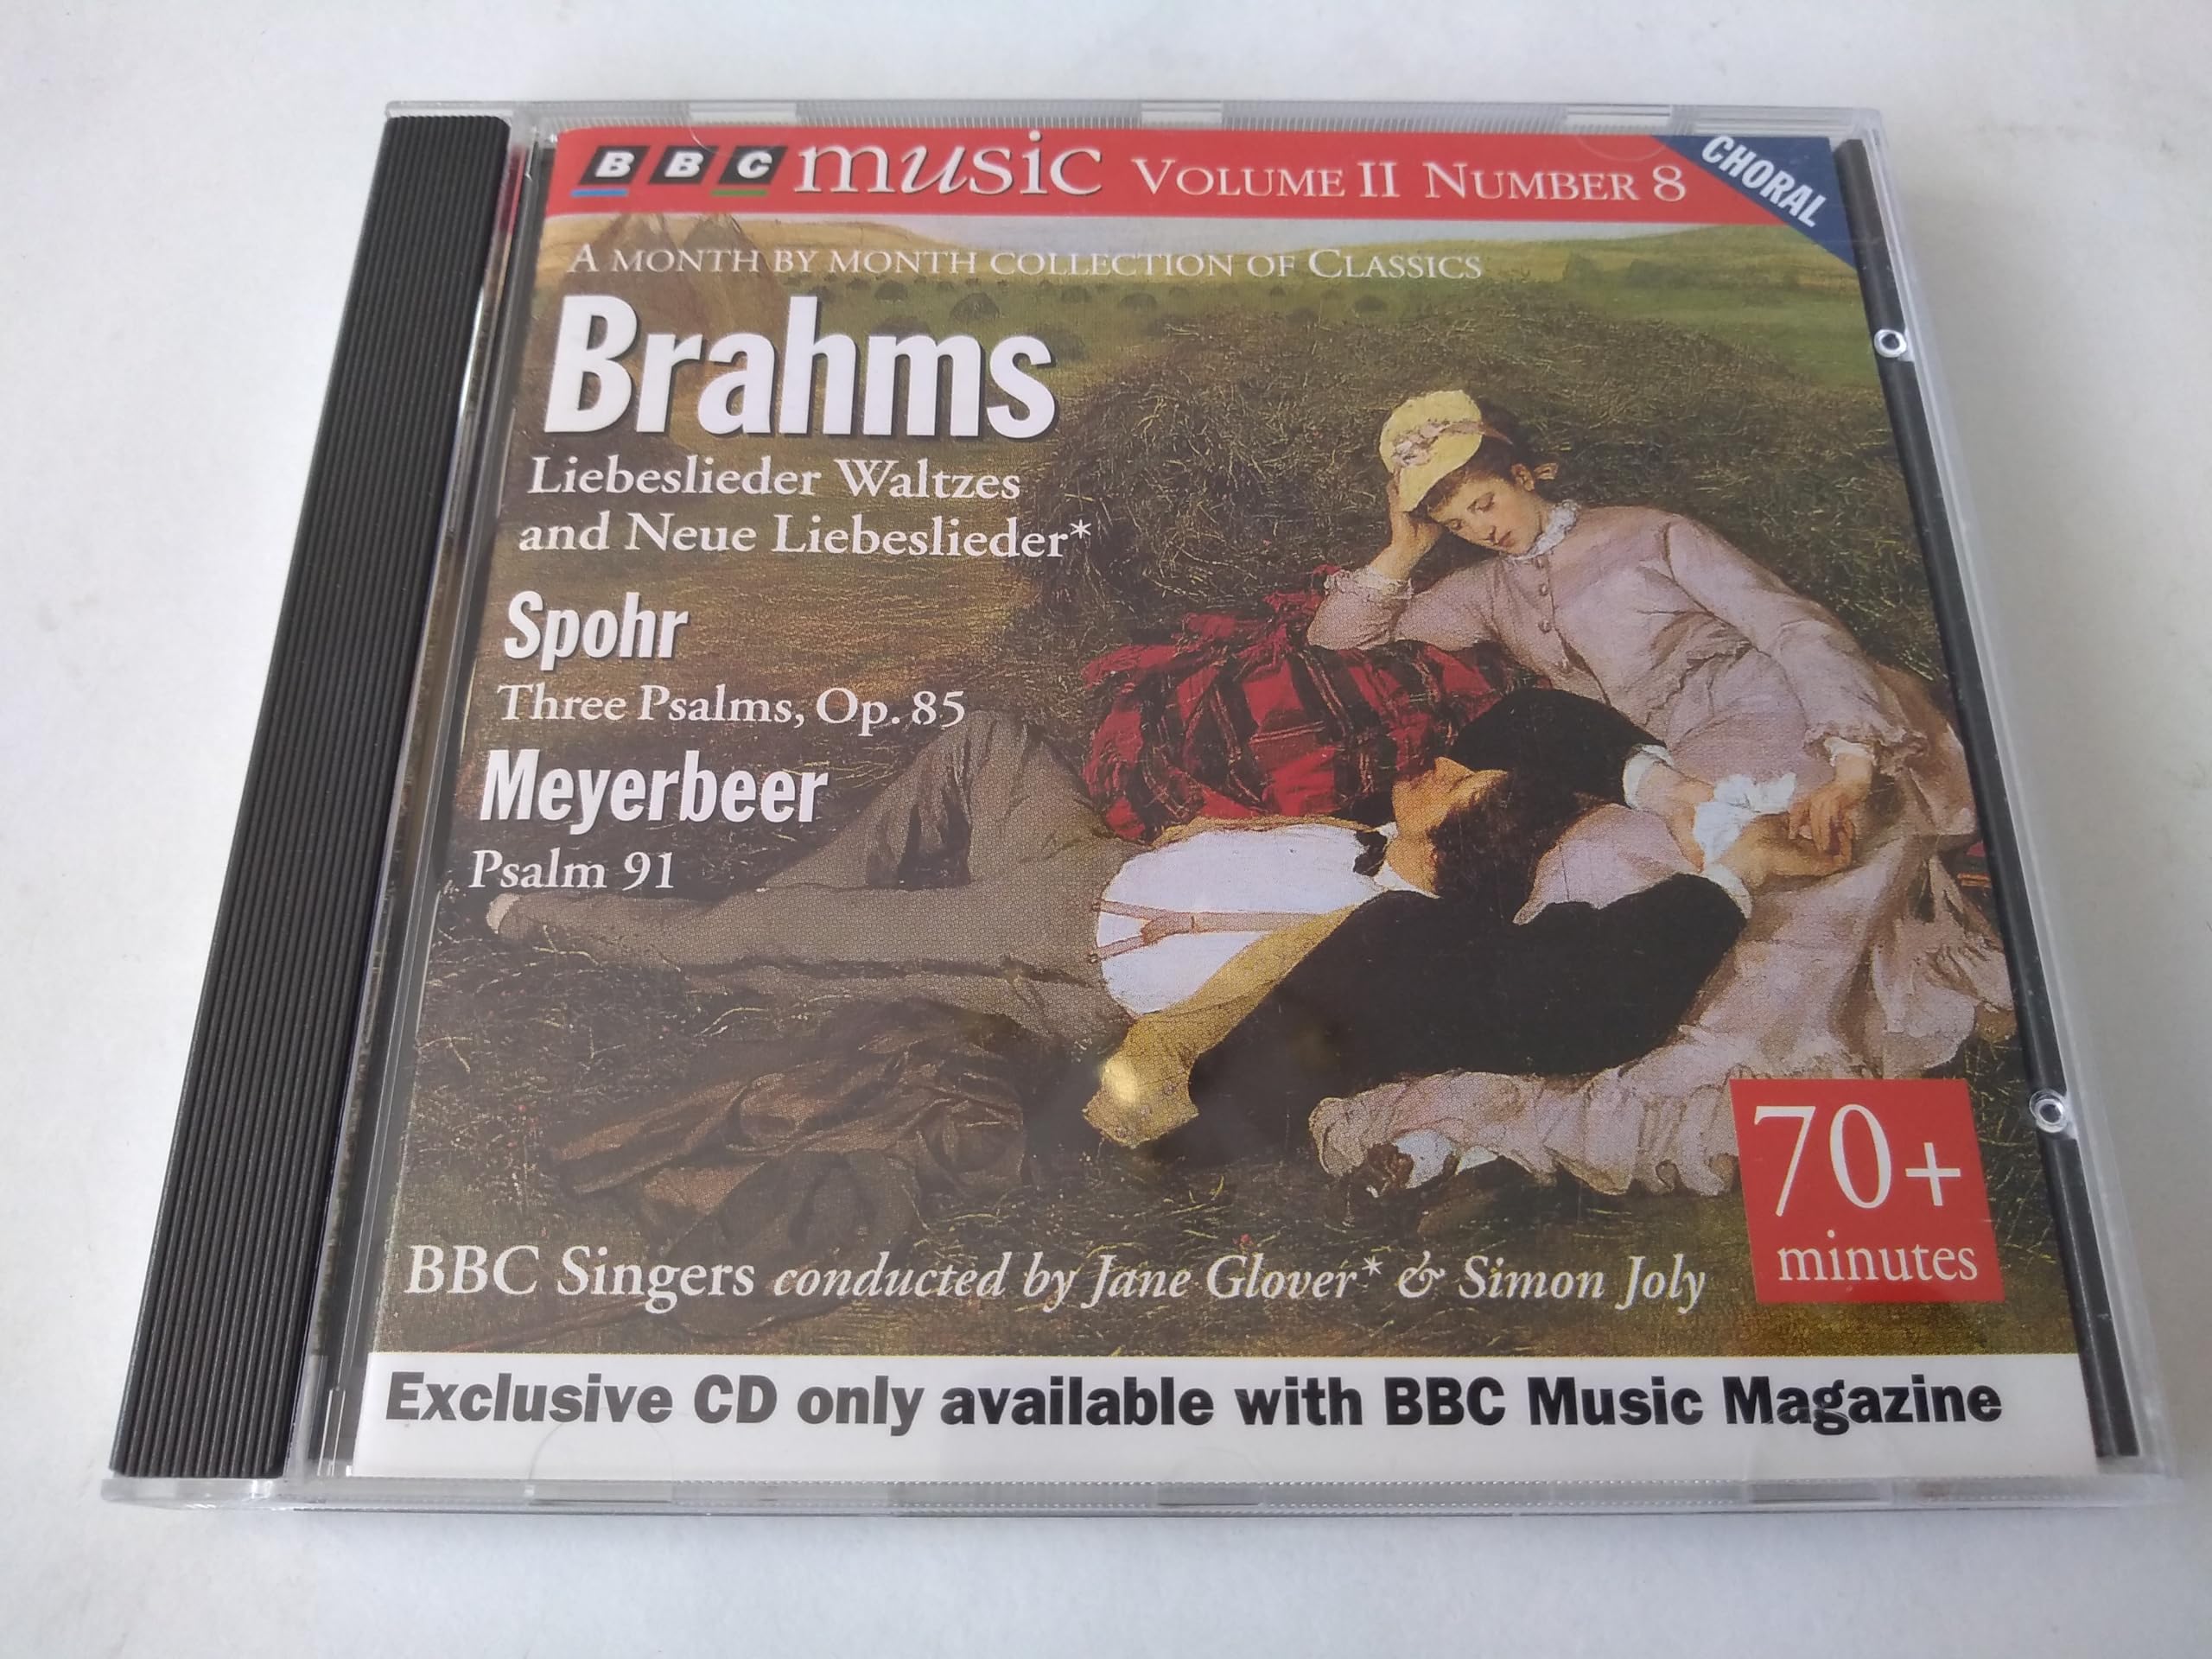 BBC music VOLUME II NUMBER 8
CHORAL
A MONTH BY MONTH COLLECTION OF CLASSICS
Brahms
Liebeslieder Waltzes
and Neue Liebeslieder*
Spohr
Three Psalms, Op. 85
Meyerbeer
Psalm 91
70+
minutes
BBC Singers conducted by Jane Glover* & Simon Joly
Exclusive CD only available with BBC Music Magazine